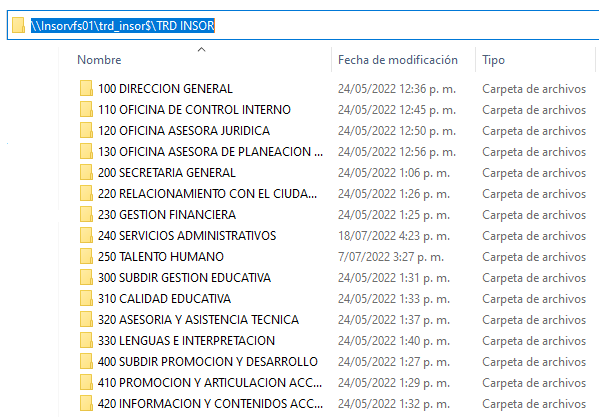 \\Insorvfs01\trd_insor$\TRD INSOR
Nombre Fecha de modificación Tipo
100 DIRECCION GENERAL 24/05/2022 12:36 p. m. Carpeta de archivos
110 OFICINA DE CONTROL INTERNO 24/05/2022 12:45 p. m. Carpeta de archivos
120 OFICINA ASESORA JURIDICA 24/05/2022 12:50 p. m. Carpeta de archivos
130 OFICINA ASESORA DE PLANEACION ... 24/05/2022 12:56 p. m. Carpeta de archivos
200 SECRETARIA GENERAL 24/05/2022 1:06 p. m. Carpeta de archivos
220 RELACIONAMIENTO CON EL CIUDA... 24/05/2022 1:26 p. m. Carpeta de archivos
230 GESTION FINANCIERA 24/05/2022 1:25 p. m. Carpeta de archivos
240 SERVICIOS ADMINISTRATIVOS 18/07/2022 4:23 p. m. Carpeta de archivos
250 TALENTO HUMANO 7/07/2022 3:27 p. m. Carpeta de archivos
300 SUBDIR GESTION EDUCATIVA 24/05/2022 1:31 p. m. Carpeta de archivos
310 CALIDAD EDUCATIVA 24/05/2022 1:33 p. m. Carpeta de archivos
320 ASESORIA Y ASISTENCIA TECNICA 24/05/2022 1:37 p. m. Carpeta de archivos
330 LENGUAS E INTERPRETACION 24/05/2022 1:40 p. m. Carpeta de archivos
400 SUBDIR PROMOCION Y DESARROLLO 24/05/2022 1:27 p. m. Carpeta de archivos
410 PROMOCION Y ARTICULACION ACC... 24/05/2022 1:29 p. m. Carpeta de archivos
420 INFORMACION Y CONTENIDOS ACC... 24/05/2022 1:32 p. m. Carpeta de archivos